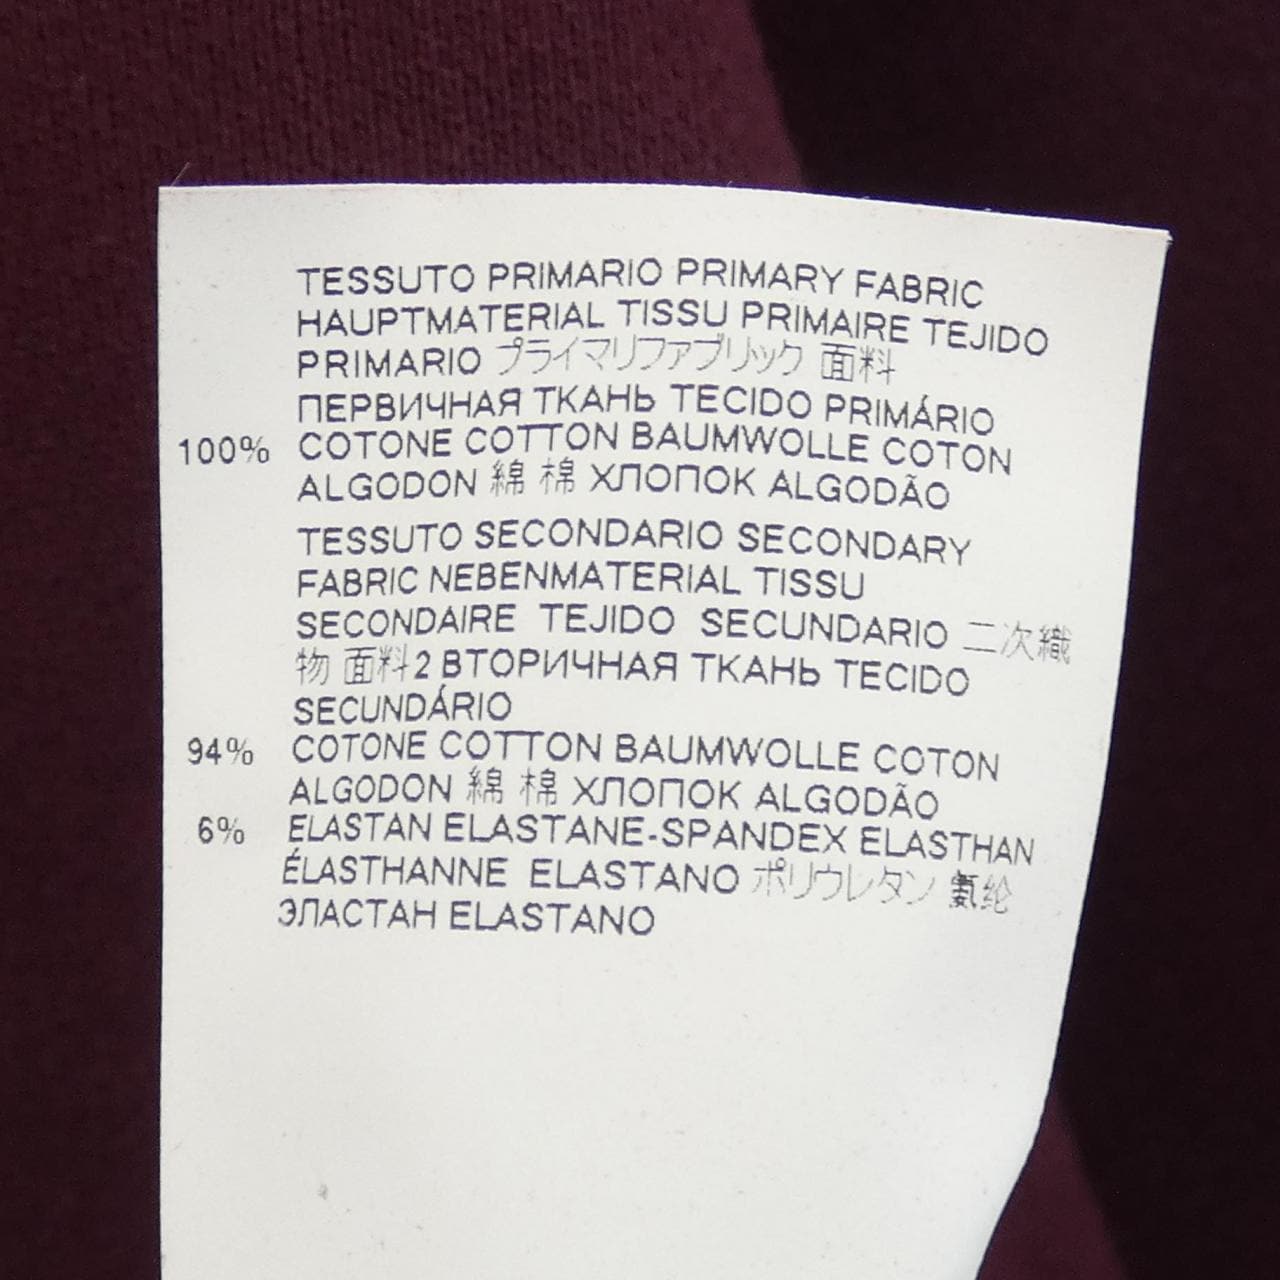 TESSUTO PRIMARIO PRIMARY FABRIC
HAUPTMATERIAL TISSU PRIMAIRE TEJIDO
PRIMARIO プライマリファブリック 面料
ПЕРВИЧНАЯ ТКАНЬ TECIDO PRIMÁRIO
100% COTONE COTTON BAUMWOLLE COTON
ALGODON 綿 棉 ХЛОПОК ALGODÃO
TESSUTO SECONDARIO SECONDARY
FABRIC NEBENMATERIAL TISSU
SECONDAIRE TEJIDO SECUNDARIO 二次織
物 面料2 ВТОРИЧНАЯ ТКАНЬ TECIDO
SECUNDÁRIO
94% COTONE COTTON BAUMWOLLE COTON
ALGODON 綿 棉 ХЛОПОК ALGODÃO
6% ELASTAN ELASTANE-SPANDEX ELASTHAN
ÉLASTHANNE ELASTANO ポリウレタン 氨纶
ЭЛАСТАН ELASTANO